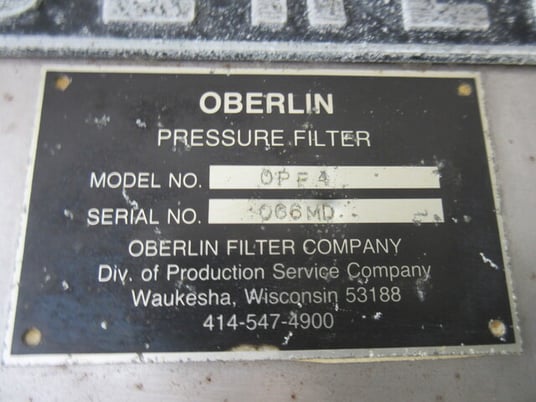 OBERLIN
PRESSURE FILTER
MODEL NO. OPF4
SERIAL NO. 066MD
OBERLIN FILTER COMPANY
Div. of Production Service Company
Waukesha, Wisconsin 53188
414-547-4900